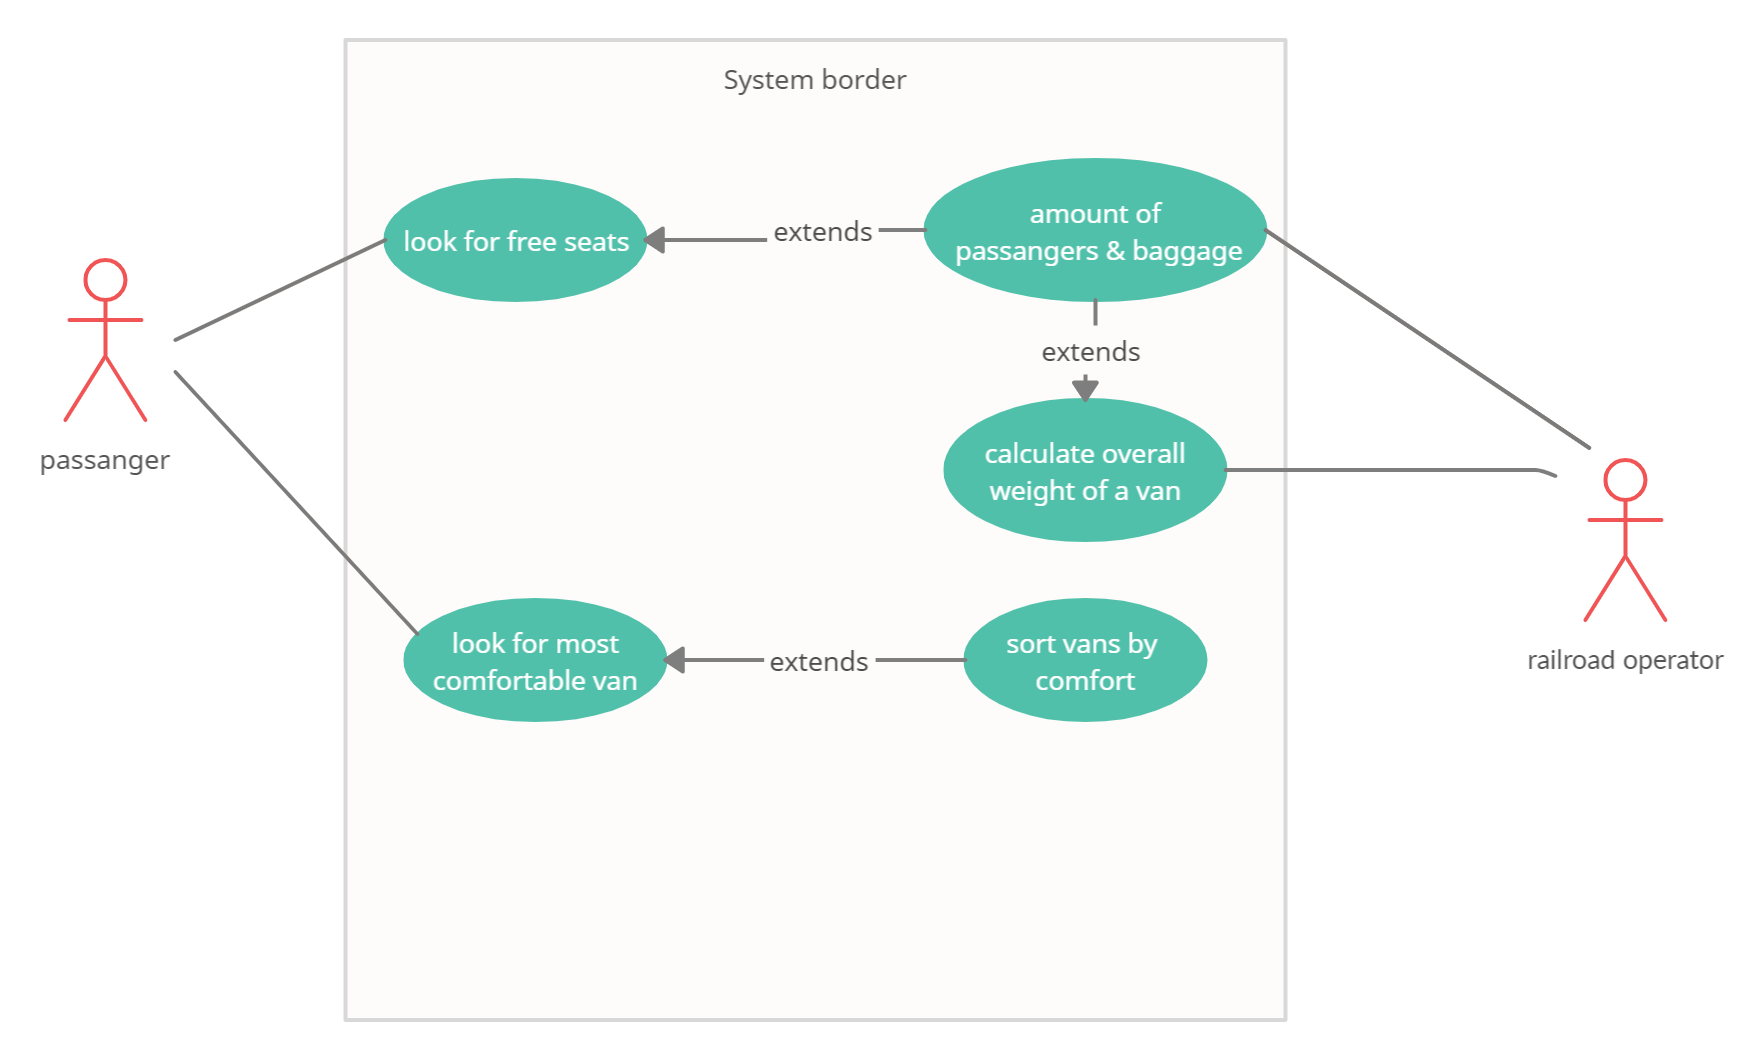 System border
look for free seats
extends
amount of
passangers & baggage
extends
passanger
calculate overall
weight of a van
look for most
comfortable van
extends
sort vans by
comfort
railroad operator